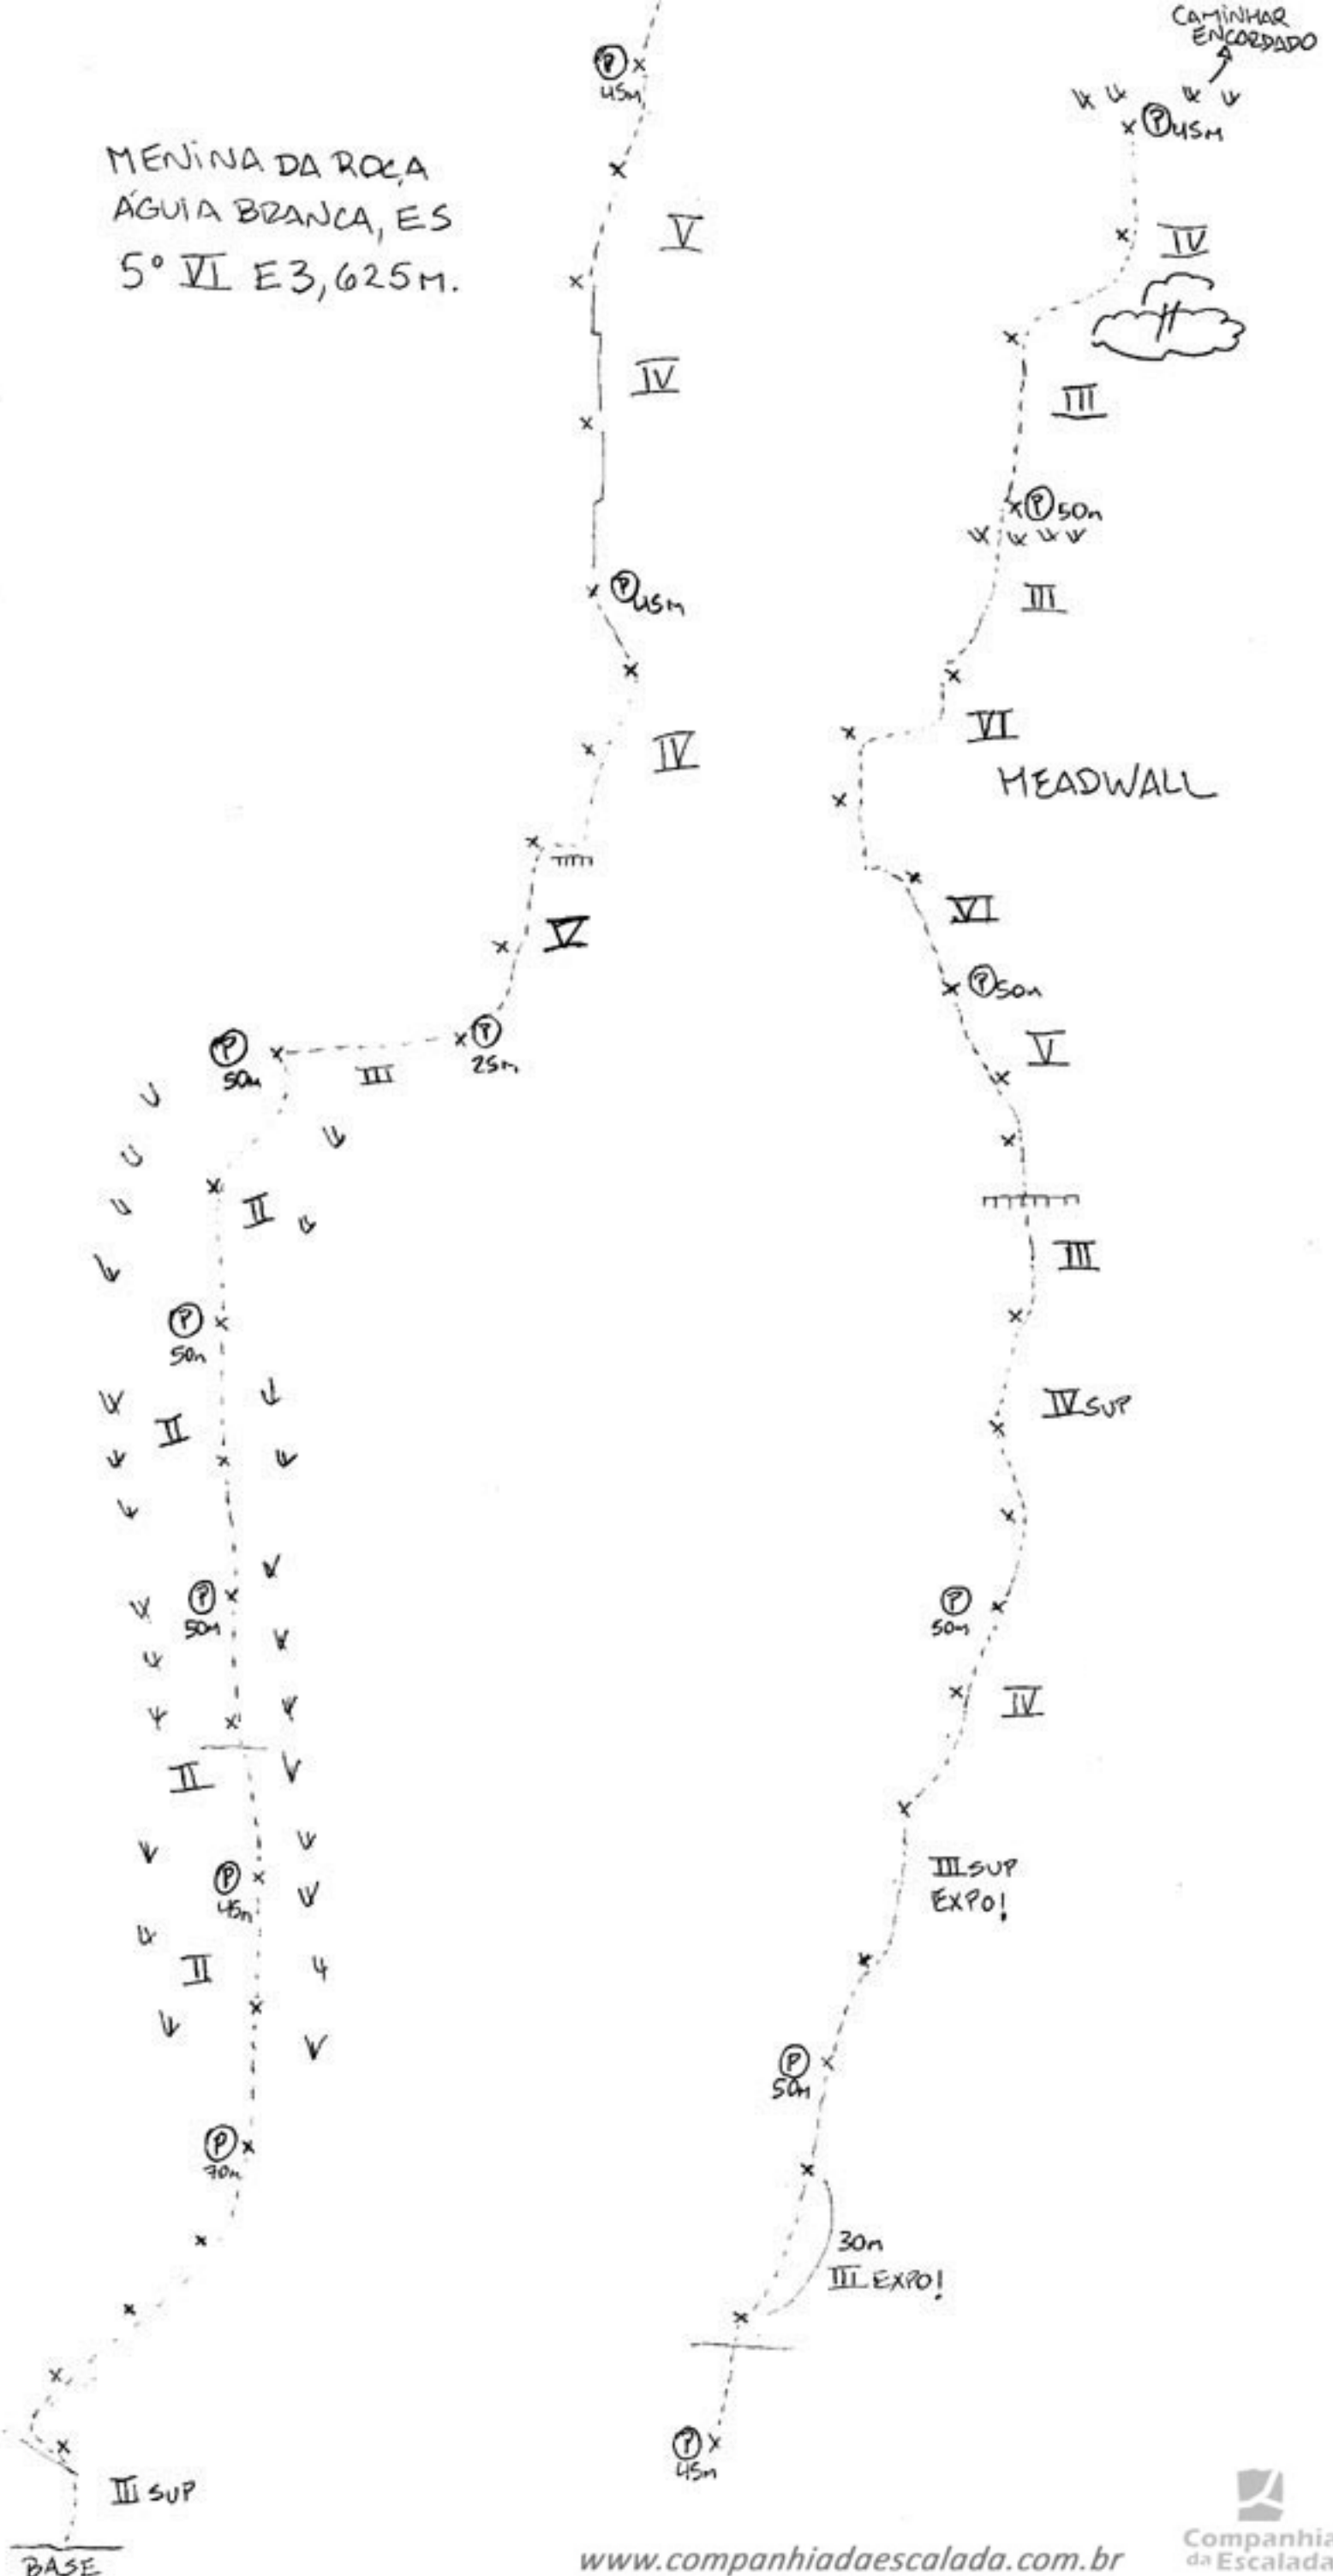 CAMINHAR
ENCORDADO
MENINA DA ROÇA
ÁGUIA BRANCA, ES
5° VI E3, 625M.
P
45M
V
IV
P 45M
IV
V
P
25M
P
50M
III
II
P
50M
II
P
50M
II
P
45M
II
P
70M
III SUP
BASE
P 45M
IV
III
P 50M
III
VI
HEADWALL
VI
P 50M
V
III
IV SUP
P
50M
IV
III SUP
EXPO!
P
50M
30M
III EXPO!
P
45M
www.companhiadaescalada.com.br
Companhia
da Escalada